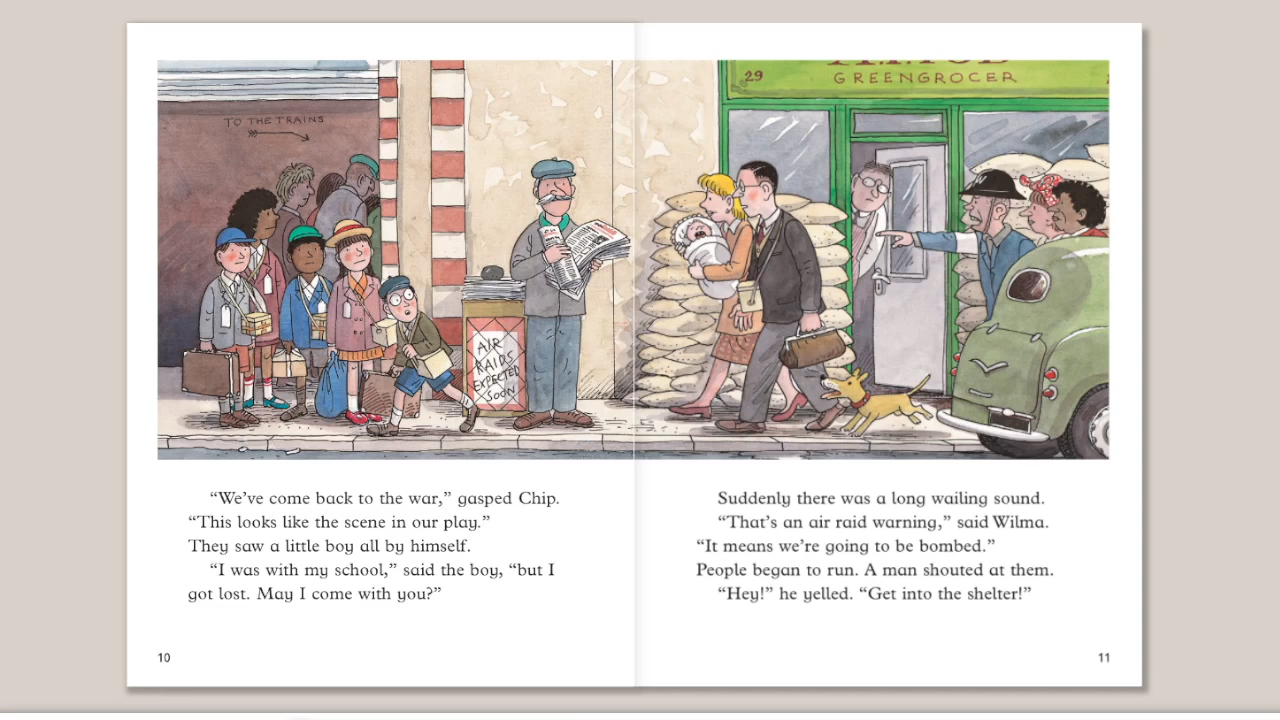 TO THE TRAINS
AIR
RAIDS
EXPECTED
SOON
29
GREENGROCER
“We’ve come back to the war,” gasped Chip.
“This looks like the scene in our play.”
They saw a little boy all by himself.
“I was with my school,” said the boy, “but I
got lost. May I come with you?”
10
Suddenly there was a long wailing sound.
“That’s an air raid warning,” said Wilma.
“It means we’re going to be bombed.”
People began to run. A man shouted at them.
“Hey!” he yelled. “Get into the shelter!”
11